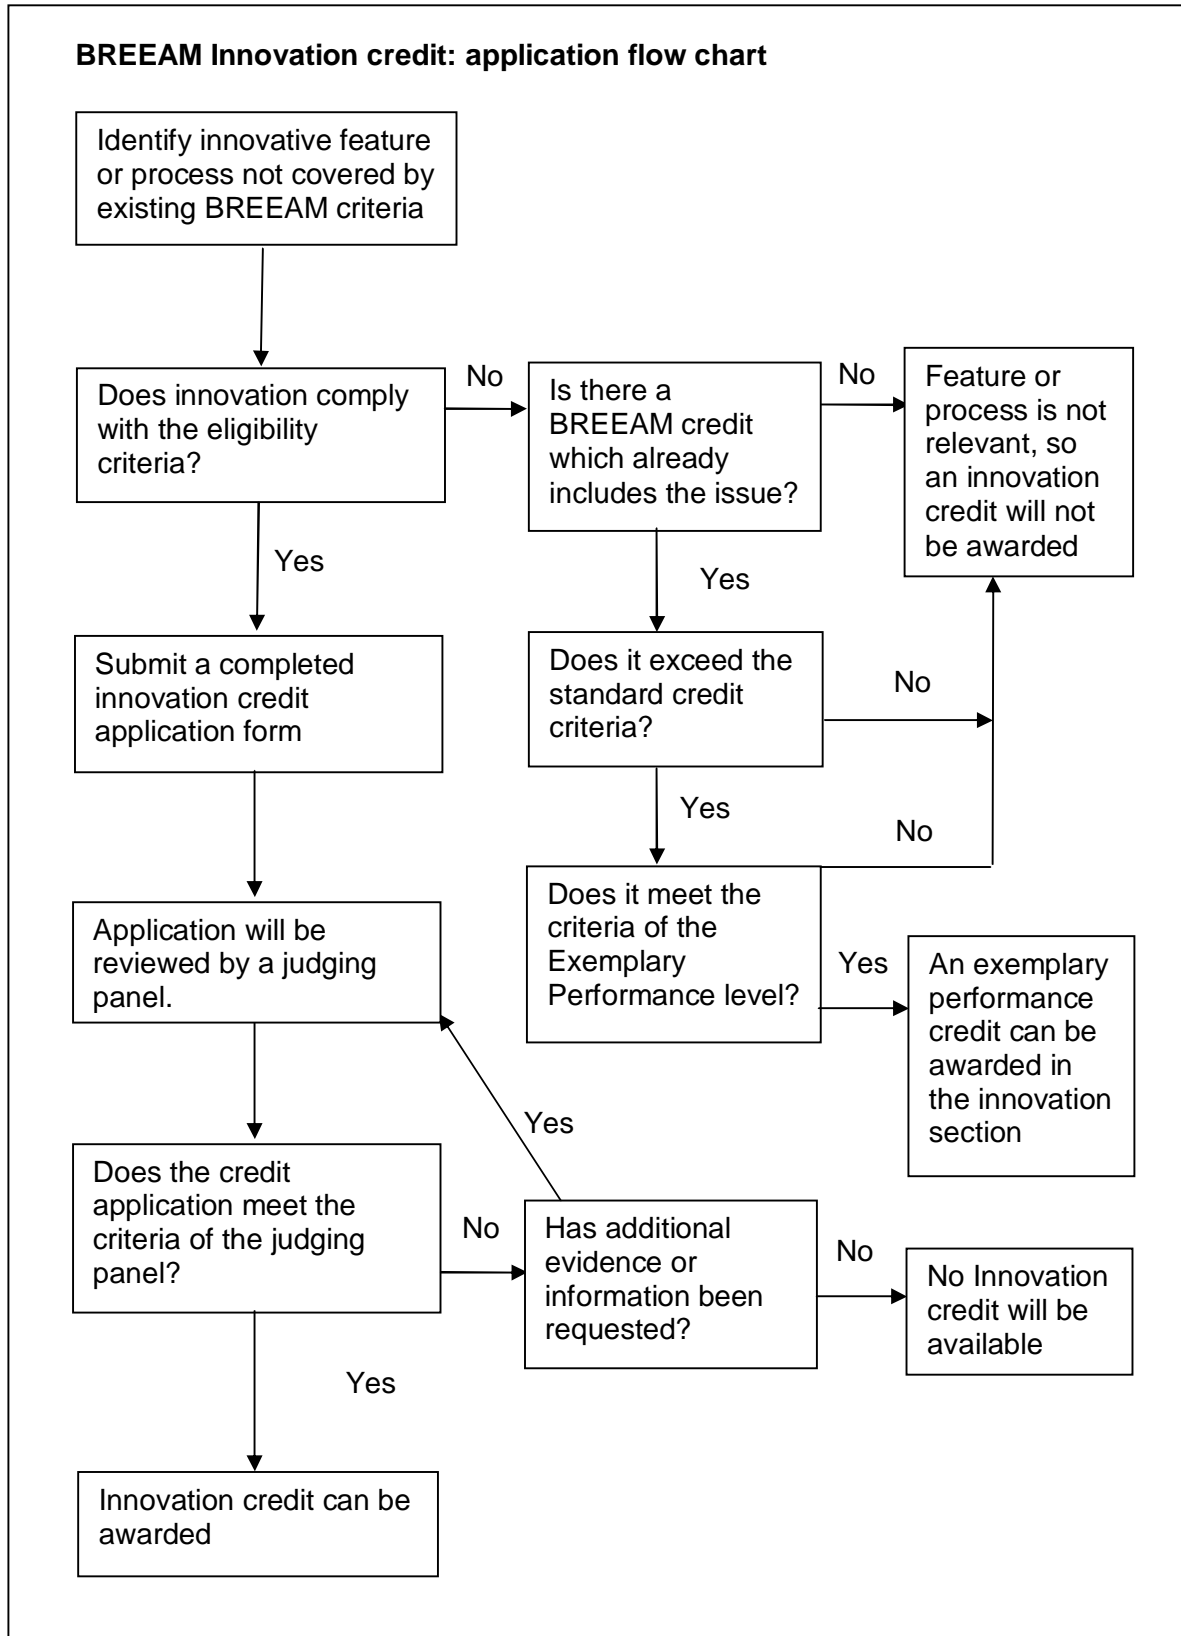 BREEAM Innovation credit: application flow chart
Identify innovative feature
or process not covered by
existing BREEAM criteria
Does innovation comply
with the eligibility
criteria?
No
Is there a
BREEAM credit
which already
includes the issue?
No
Feature or
process is not
relevant, so
an innovation
credit will not
be awarded
Yes
Yes
Submit a completed
innovation credit
application form
Does it exceed the
standard credit
criteria?
No
Yes
No
Application will be
reviewed by a judging
panel.
Does it meet the
criteria of the
Exemplary
Performance level?
Yes
An exemplary
performance
credit can be
awarded in
the innovation
section
Yes
Does the credit
application meet the
criteria of the judging
panel?
No
Has additional
evidence or
information been
requested?
No
No Innovation
credit will be
available
Yes
Innovation credit can be
awarded